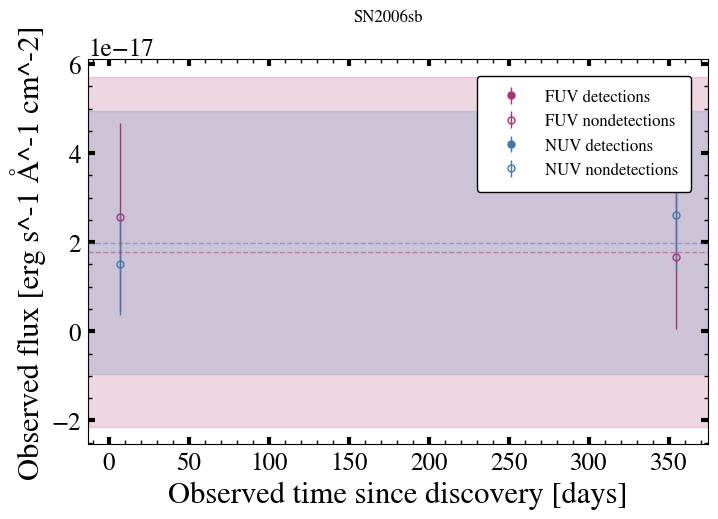 SN2006sb
1e−17
6
4
2
0
−2
Observed flux [erg s^-1 Å^-1 cm^-2]
FUV detections
FUV nondetections
NUV detections
NUV nondetections
0 50 100 150 200 250 300 350
Observed time since discovery [days]